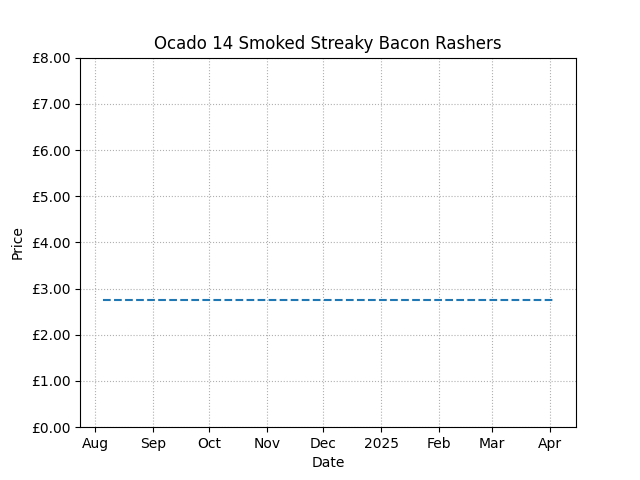 Ocado 14 Smoked Streaky Bacon Rashers
£8.00
£7.00
£6.00
£5.00
£4.00
£3.00
£2.00
£1.00
£0.00
Price
Aug Sep Oct Nov Dec 2025 Feb Mar Apr
Date